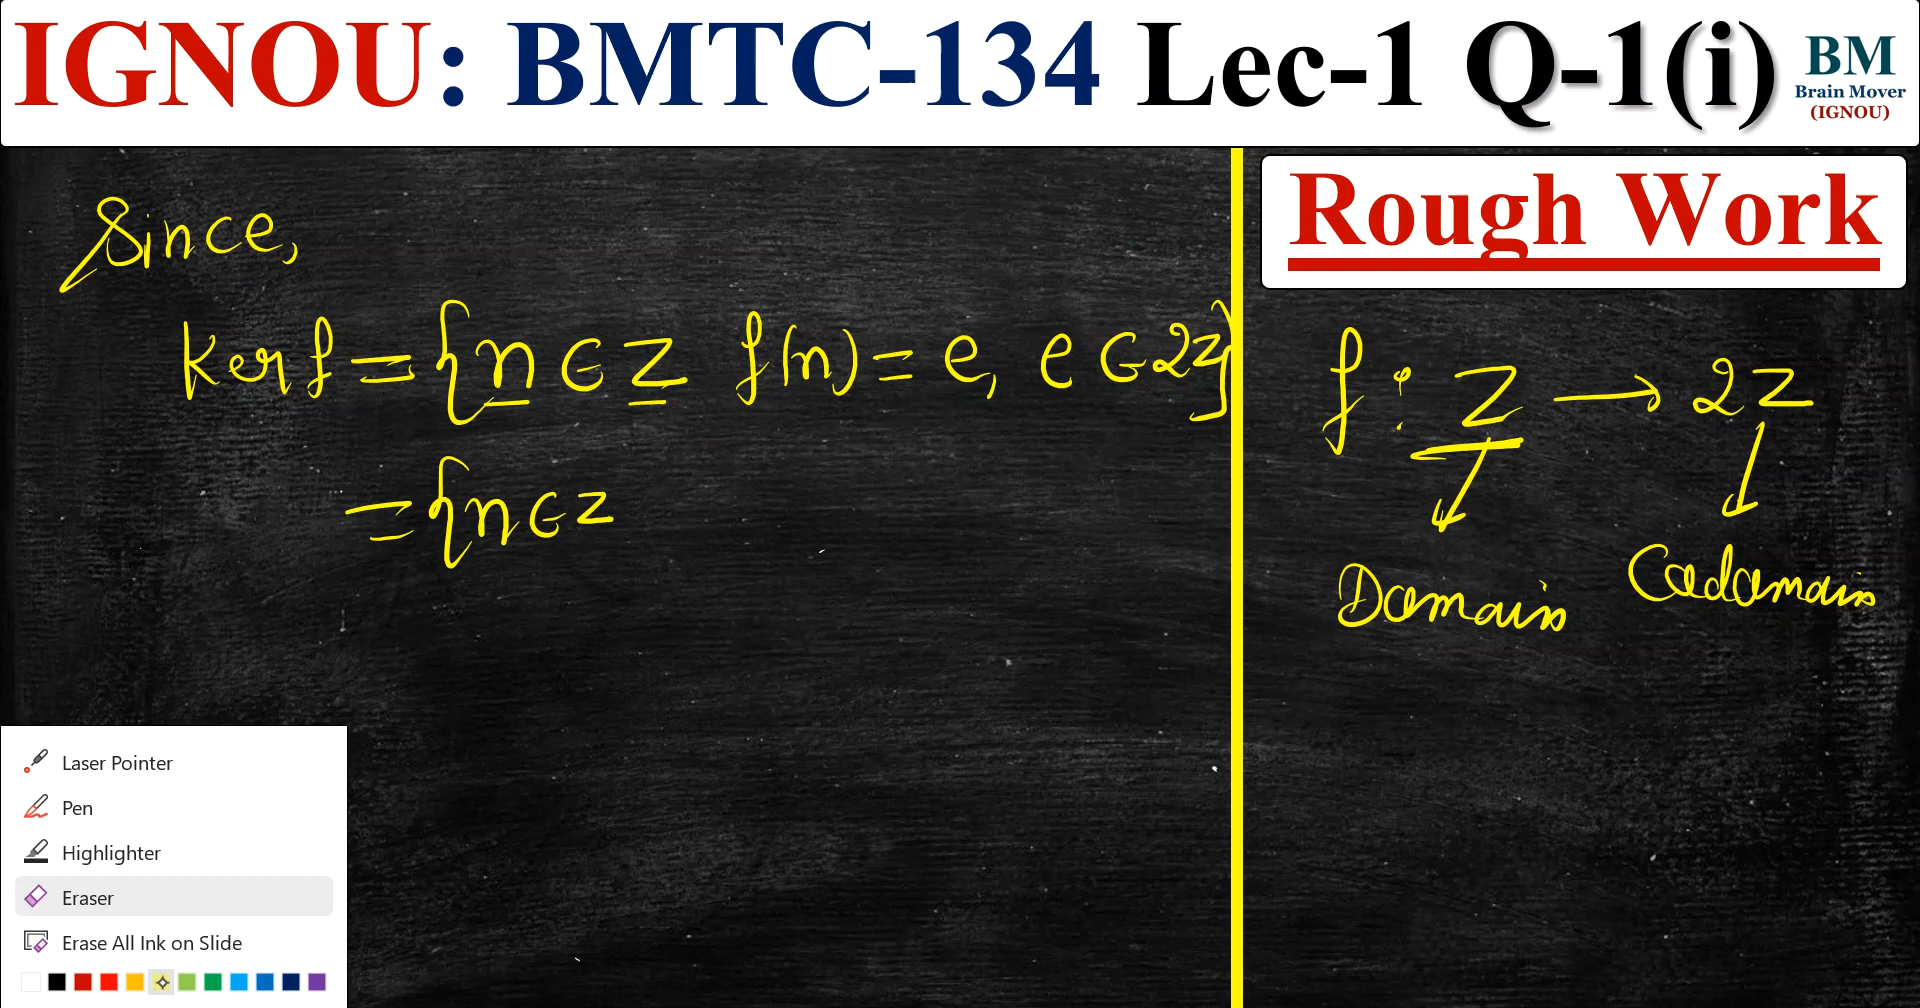 IGNOU: BMTC-134 Lec-1 Q-1(i)
BM
Brain Mover
(IGNOU)
Since,
Kerf = {n ∈ Z f(n) = e, e ∈ 2Z}
= {n ∈ Z
Rough Work
f : Z → 2Z
Domain
Codomain
Laser Pointer
Pen
Highlighter
Eraser
Erase All Ink on Slide